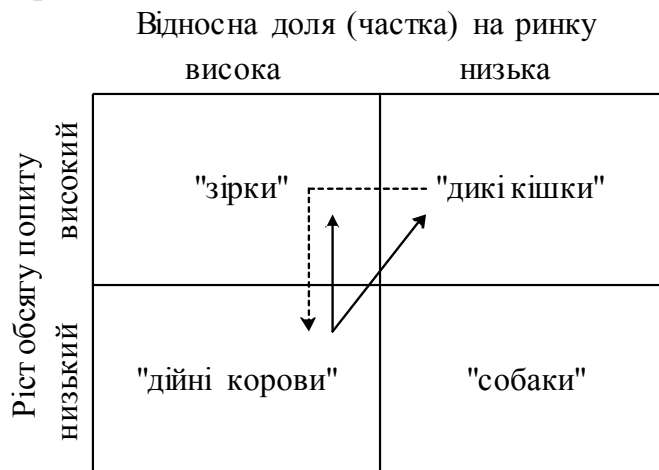 Відносна доля (частка) на ринку
висока низька
Ріст обсягу попиту
високий
"зірки" "дикі кішки"
низький
"дійні корови" "собаки"